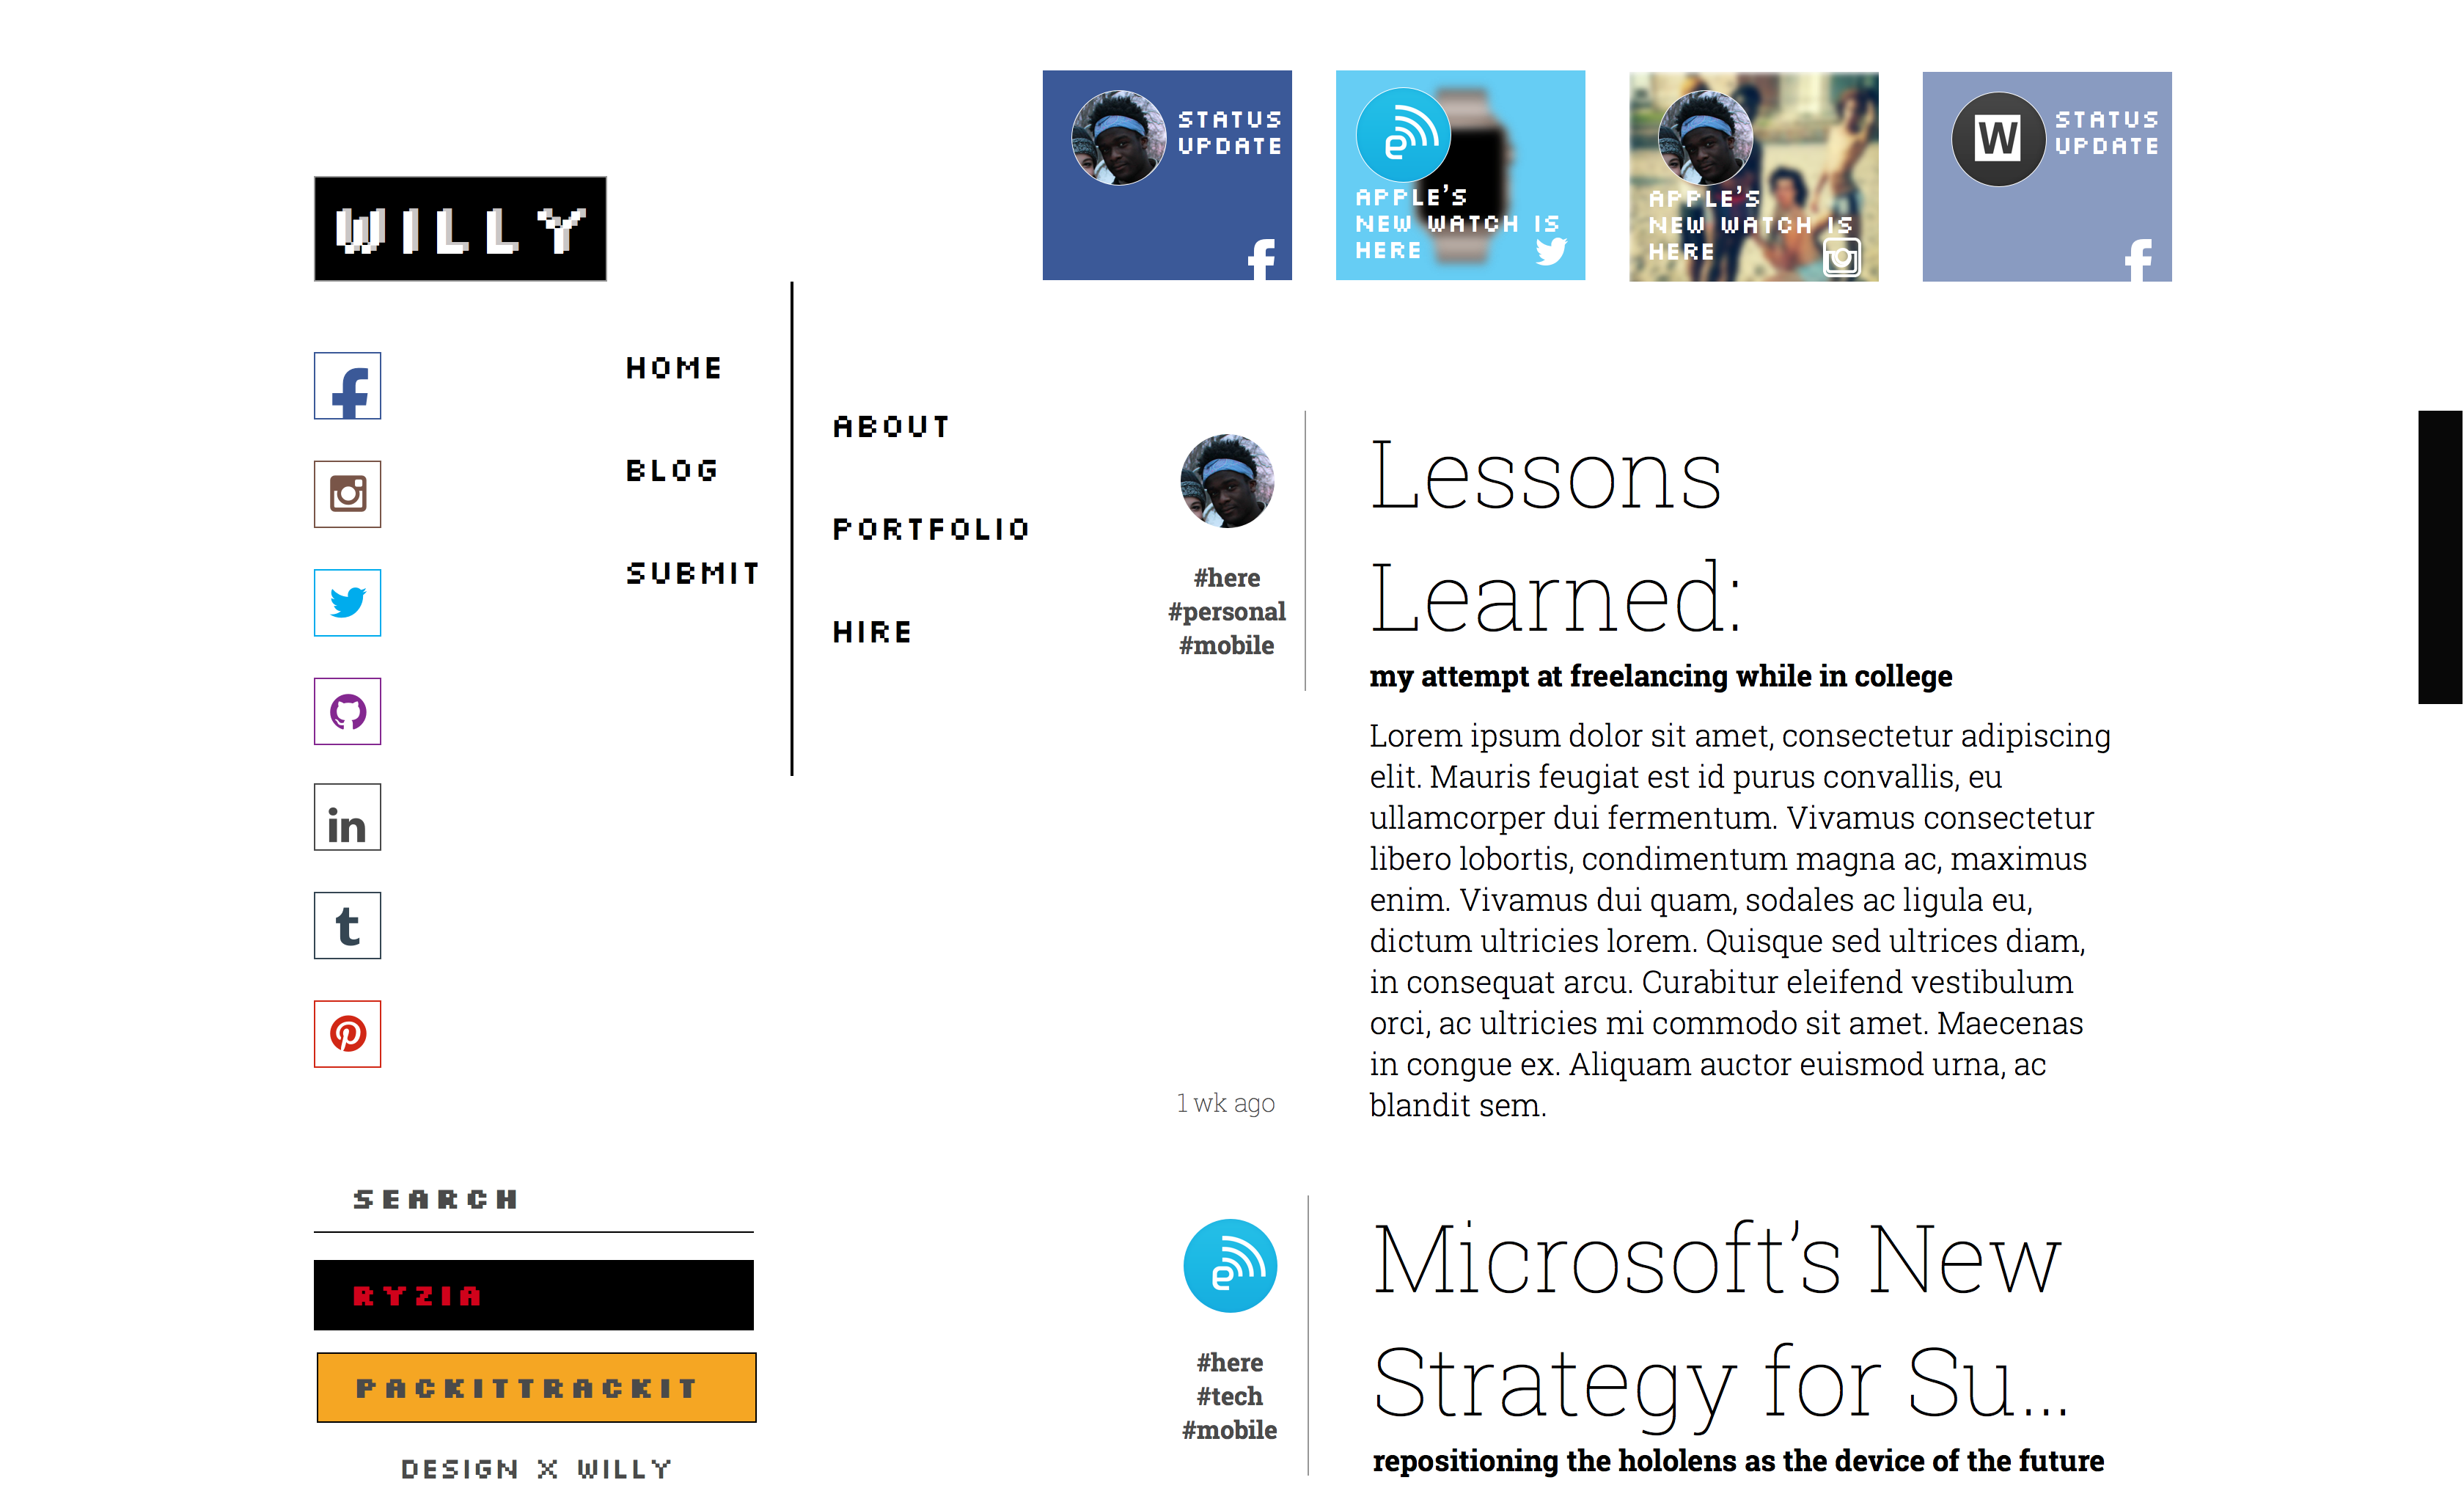 WILLY
STATUS
UPDATE
APPLE'S
NEW WATCH IS
HERE
APPLE'S
NEW WATCH IS
HERE
W
STATUS
UPDATE
HOME
BLOG
SUBMIT
ABOUT
PORTFOLIO
HIRE
in
t
SEARCH
RYZIA
PACKITTRACKIT
DESIGN X WILLY
#here
#personal
#mobile
1 wk ago
Lessons
Learned:
my attempt at freelancing while in college
Lorem ipsum dolor sit amet, consectetur adipiscing
elit. Mauris feugiat est id purus convallis, eu
ullamcorper dui fermentum. Vivamus consectetur
libero lobortis, condimentum magna ac, maximus
enim. Vivamus dui quam, sodales ac ligula eu,
dictum ultricies lorem. Quisque sed ultrices diam,
in consequat arcu. Curabitur eleifend vestibulum
orci, ac ultricies mi commodo sit amet. Maecenas
in congue ex. Aliquam auctor euismod urna, ac
blandit sem.
#here
#tech
#mobile
Microsoft’s New
Strategy for Su...
repositioning the hololens as the device of the future